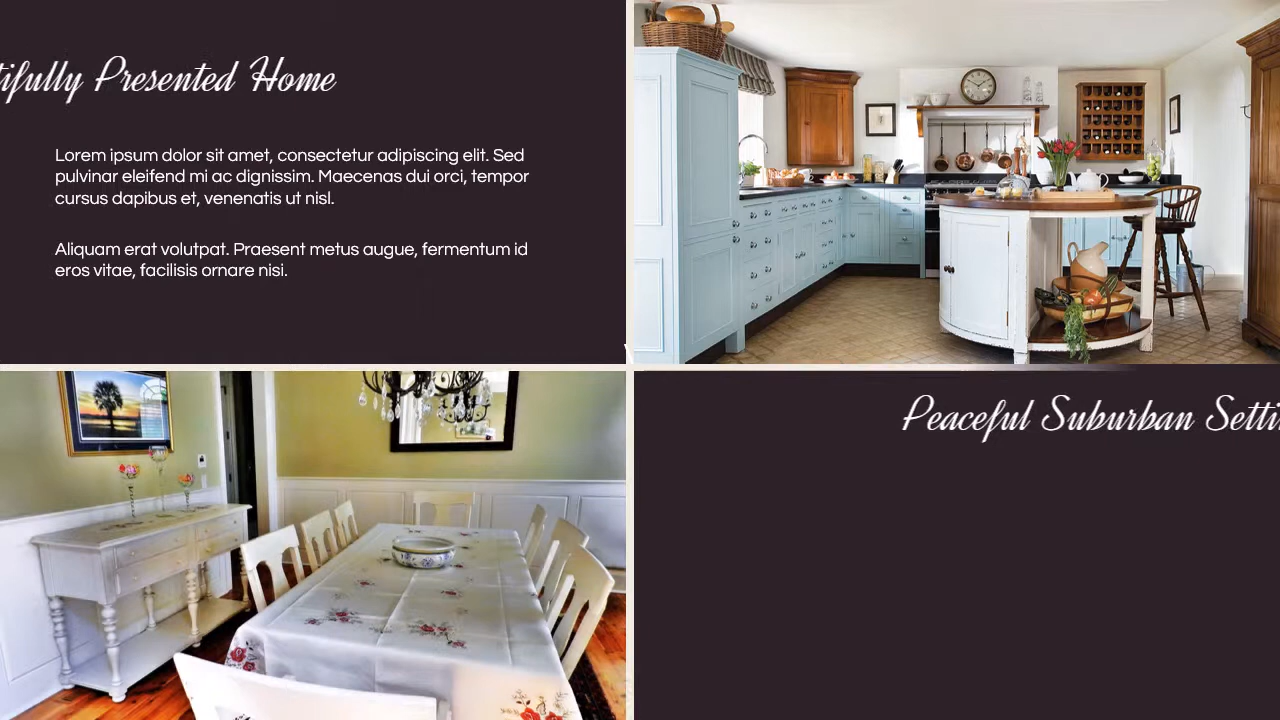 tifully Presented Home
Lorem ipsum dolor sit amet, consectetur adipiscing elit. Sed
pulvinar eleifend mi ac dignissim. Maecenas dui orci, tempor
cursus dapibus et, venenatis ut nisl.
Aliquam erat volutpat. Praesent metus augue, fermentum id
eros vitae, facilisis ornare nisi.
Peaceful Suburban Setti